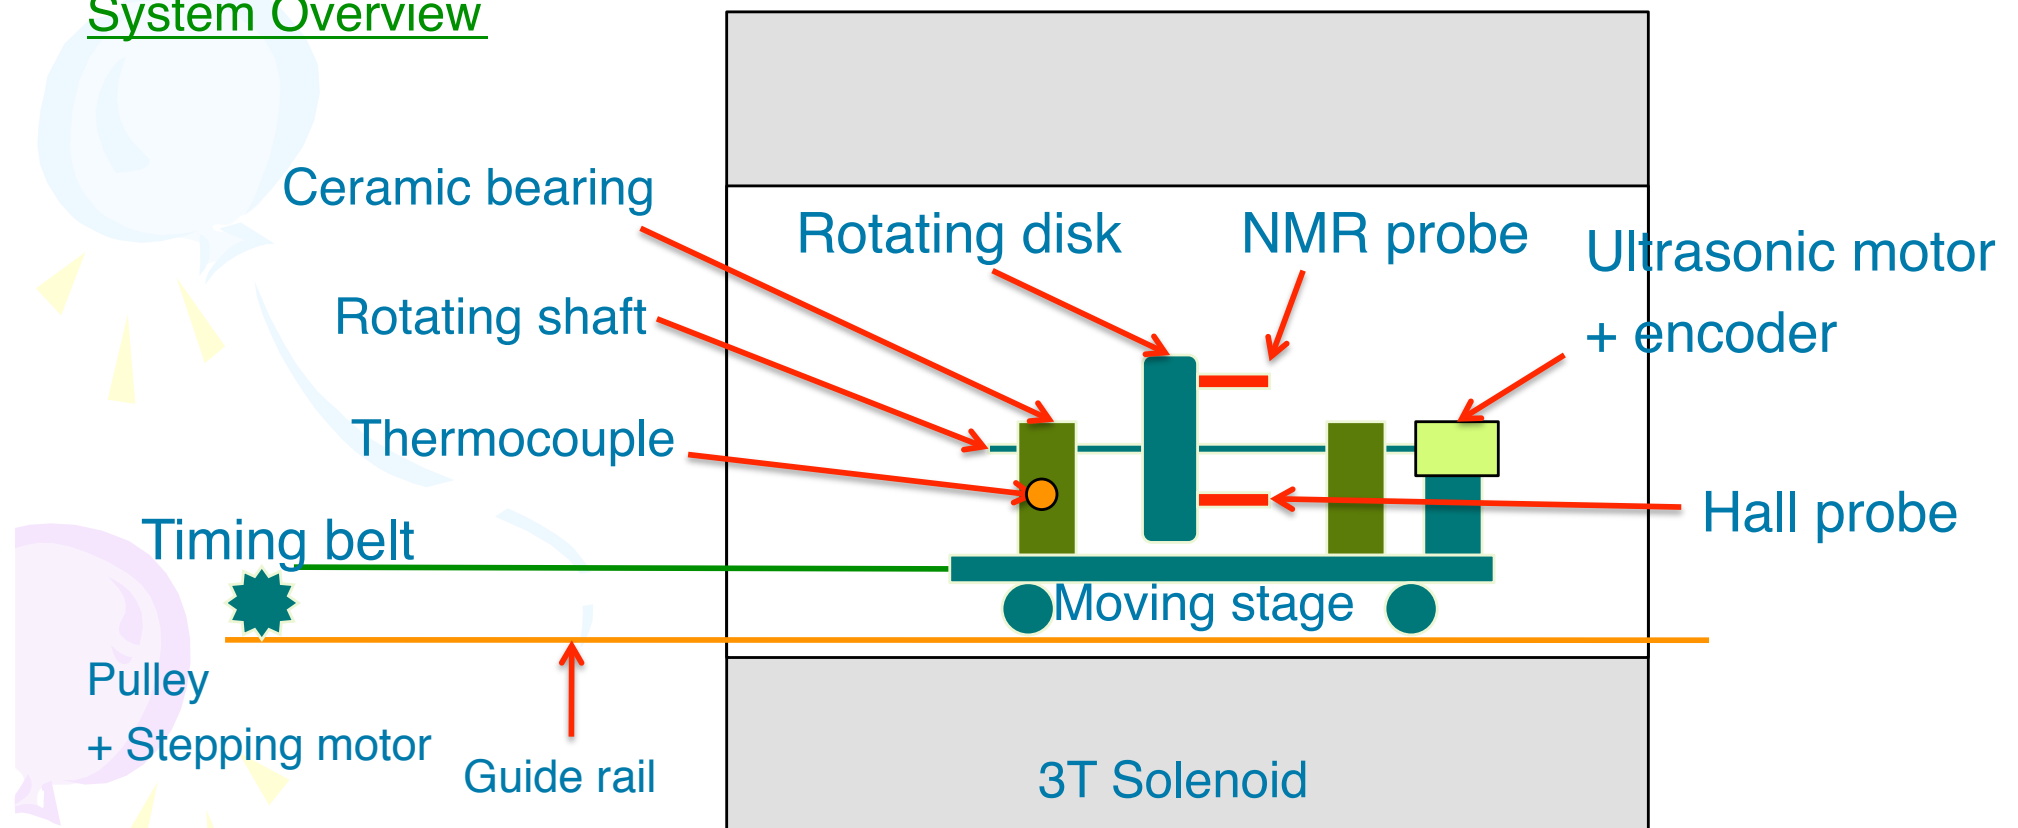 System Overview
Ceramic bearing
Rotating disk
NMR probe
Ultrasonic motor
+ encoder
Rotating shaft
Thermocouple
Hall probe
Timing belt
Moving stage
Pulley
+ Stepping motor
Guide rail
3T Solenoid